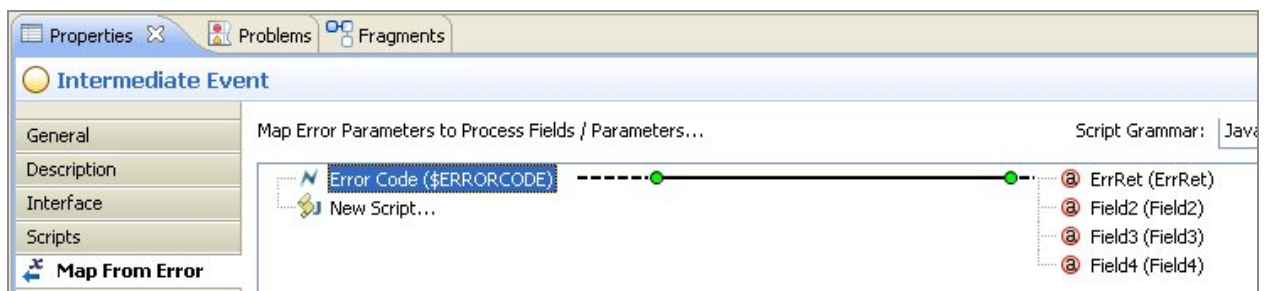 Properties Problems Fragments
Intermediate Event
General
Map Error Parameters to Process Fields / Parameters...
Script Grammar: Java
Description
Error Code ($ERRORCODE)
ErrRet (ErrRet)
Interface
New Script...
Field2 (Field2)
Scripts
Field3 (Field3)
Map From Error
Field4 (Field4)